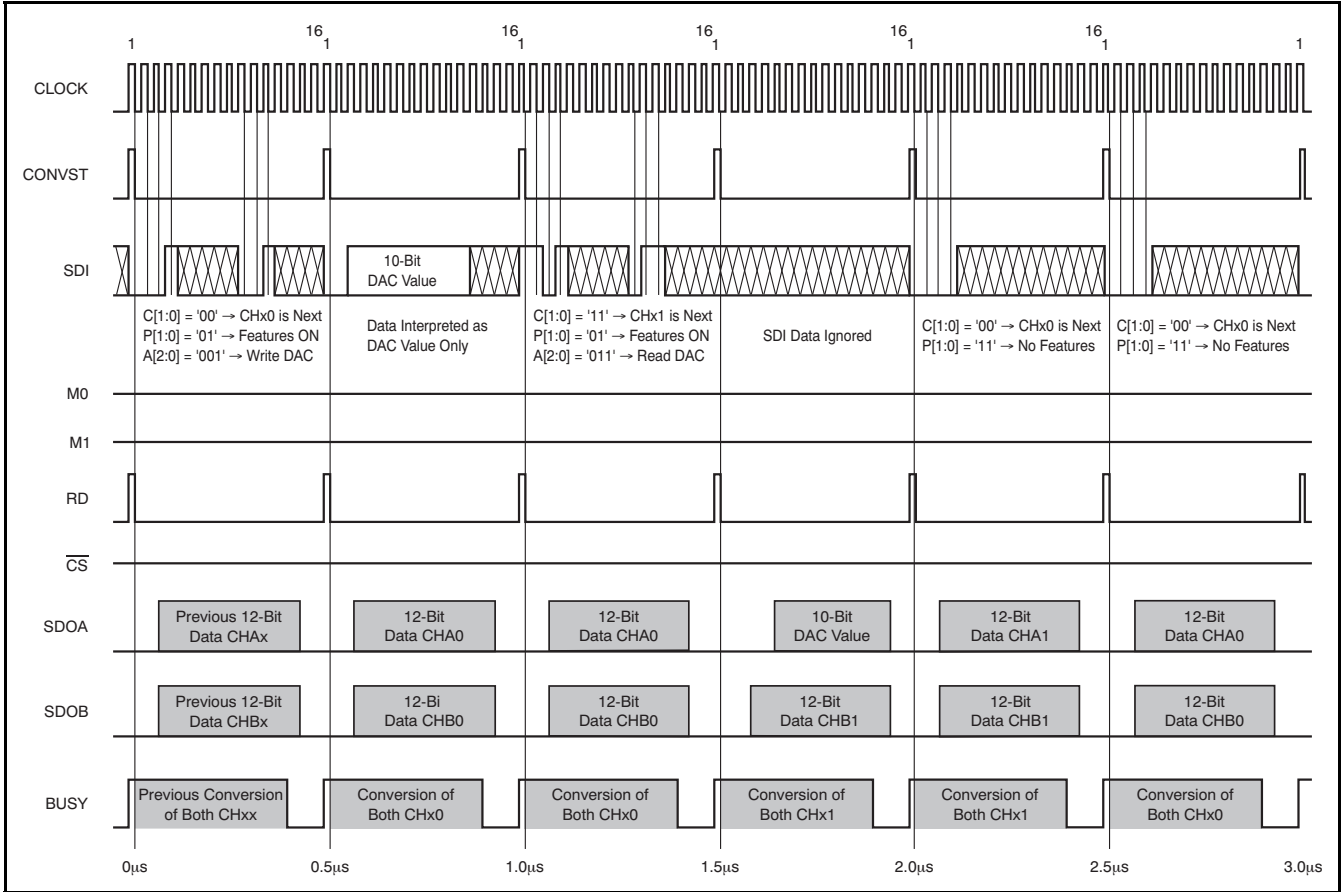 1 16 1 16 1 16 1 16 1 16 1 1
CLOCK
CONVST
SDI
10-Bit
DAC Value
C[1:0] = '00' → CHx0 is Next
P[1:0] = '01' → Features ON
A[2:0] = '001' → Write DAC
Data Interpreted as
DAC Value Only
C[1:0] = '11' → CHx1 is Next
P[1:0] = '01' → Features ON
A[2:0] = '011' → Read DAC
SDI Data Ignored
C[1:0] = '00' → CHx0 is Next
P[1:0] = '11' → No Features
C[1:0] = '00' → CHx0 is Next
P[1:0] = '11' → No Features
M0
M1
RD
CS
SDOA
Previous 12-Bit
Data CHAx
12-Bit
Data CHA0
12-Bit
Data CHA0
10-Bit
DAC Value
12-Bit
Data CHA1
12-Bit
Data CHA0
SDOB
Previous 12-Bit
Data CHBx
12-Bi
Data CHB0
12-Bit
Data CHB0
12-Bit
Data CHB1
12-Bit
Data CHB1
12-Bit
Data CHB0
BUSY
Previous Conversion
of Both CHxx
Conversion of
Both CHx0
Conversion of
Both CHx0
Conversion of
Both CHx1
Conversion of
Both CHx1
Conversion of
Both CHx0
0µs 0.5µs 1.0µs 1.5µs 2.0µs 2.5µs 3.0µs